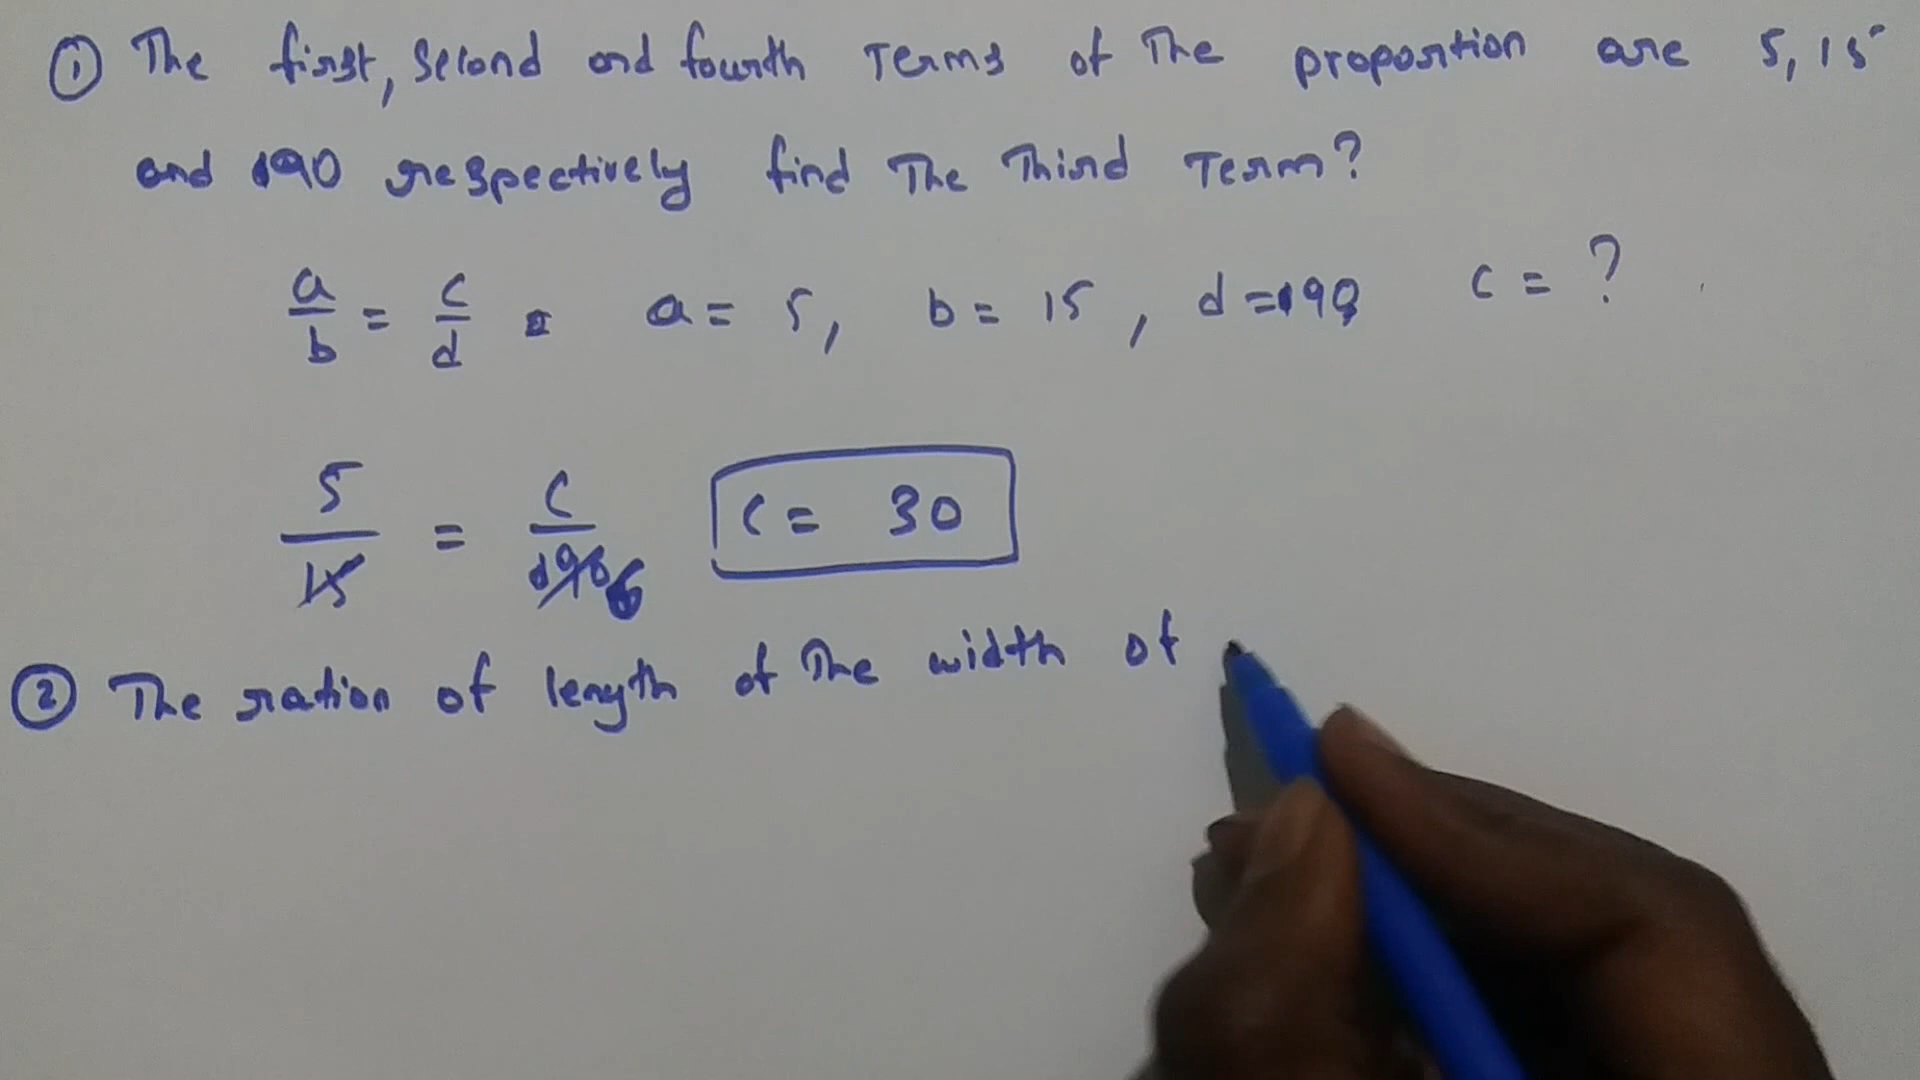 ① The first, Second and fourth Terms of The proportion are 5, 15
and 90 respectively find The Third Term?
a/b = c/d a = 5, b = 15, d = 90 c = ?
5/15 = c/90 6 c = 30
② The ration of length of The width of